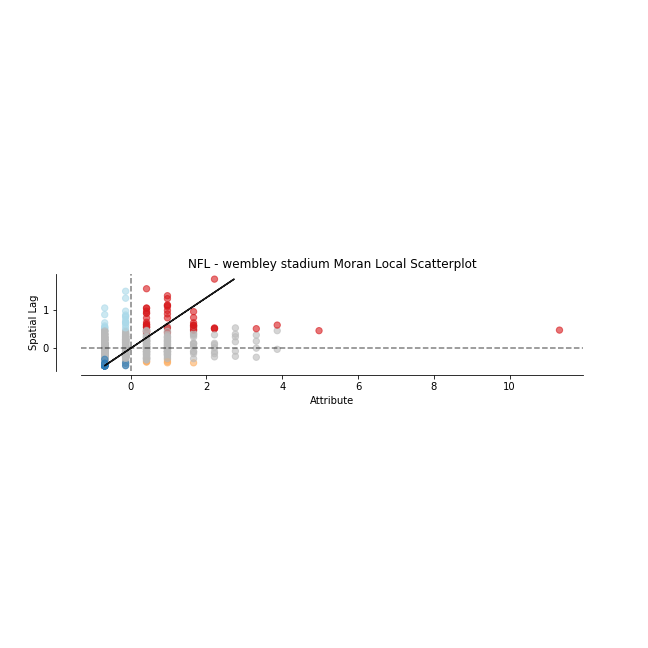 NFL - wembley stadium Moran Local Scatterplot
Spatial Lag
1
0
0 2 4 6 8 10
Attribute